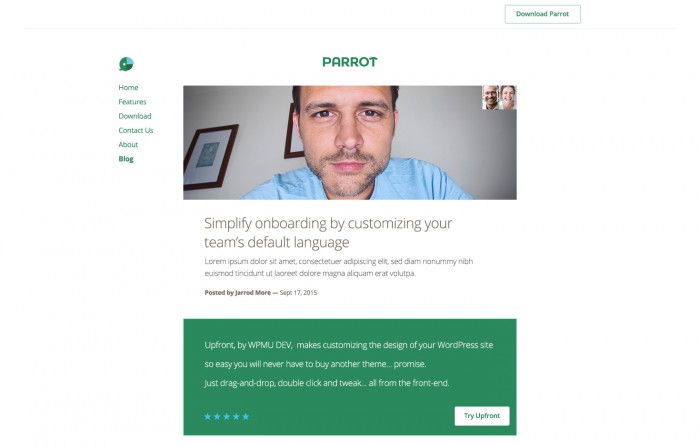 Download Parrot
PARROT
Home
Features
Download
Contact Us
About
Blog
Simplify onboarding by customizing your
team's default language
Lorem ipsum dolor sit amet, consectetuer adipiscing elit, sed diam nonummy nibh
euismod tincidunt ut laoreet dolore magna aliquam erat volutpa.
Posted by Jarrod More — Sept 17, 2015
Upfront, by WPMU DEV, makes customizing the design of your WordPress site
so easy you will never have to buy another theme... promise.
Just drag-and-drop, double click and tweak... all from the front-end.
Try Upfront